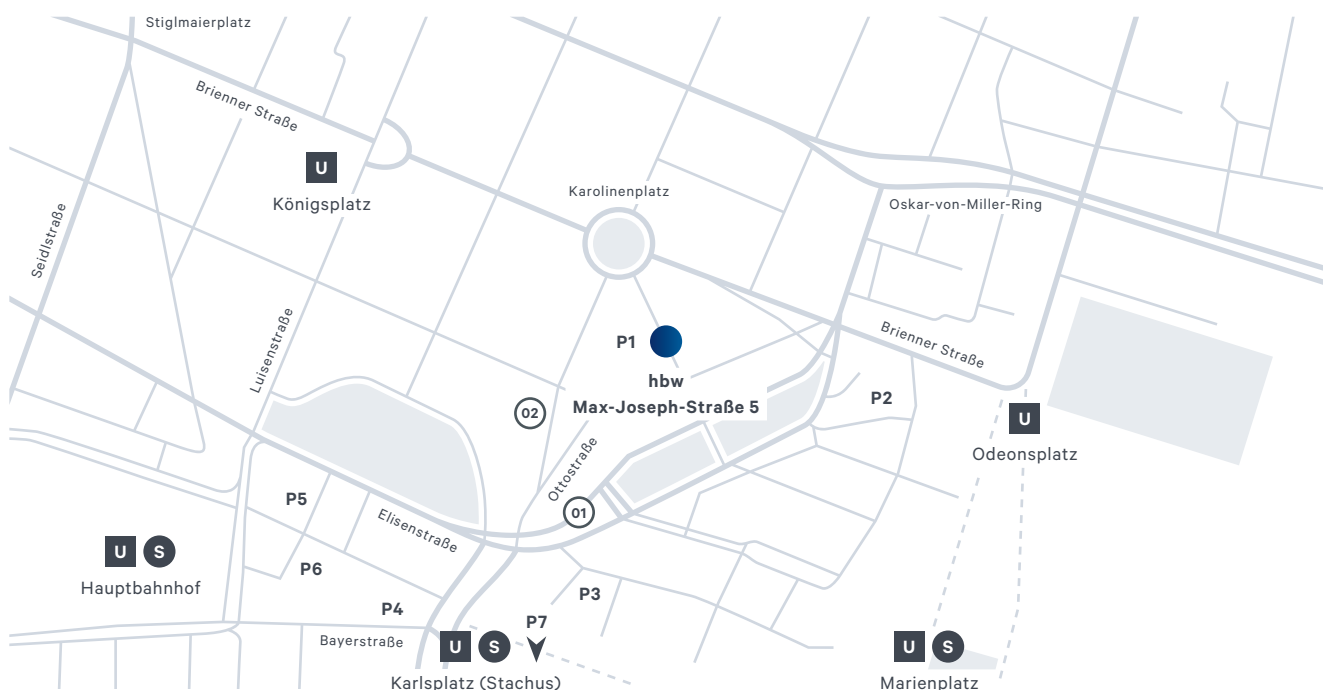 Stiglmaierplatz
Brienner Straße
U
Königsplatz
Karolinenplatz
Oskar-von-Miller-Ring
Seidlstraße
Luisenstraße
P1
hbw
Max-Joseph-Straße 5
Brienner Straße
P2
02
U
Odeonsplatz
Ottostraße
01
P5
Elisenstraße
U S
Hauptbahnhof
P6
P4
P3
P7
Bayerstraße
U S
Karlsplatz (Stachus)
U S
Marienplatz